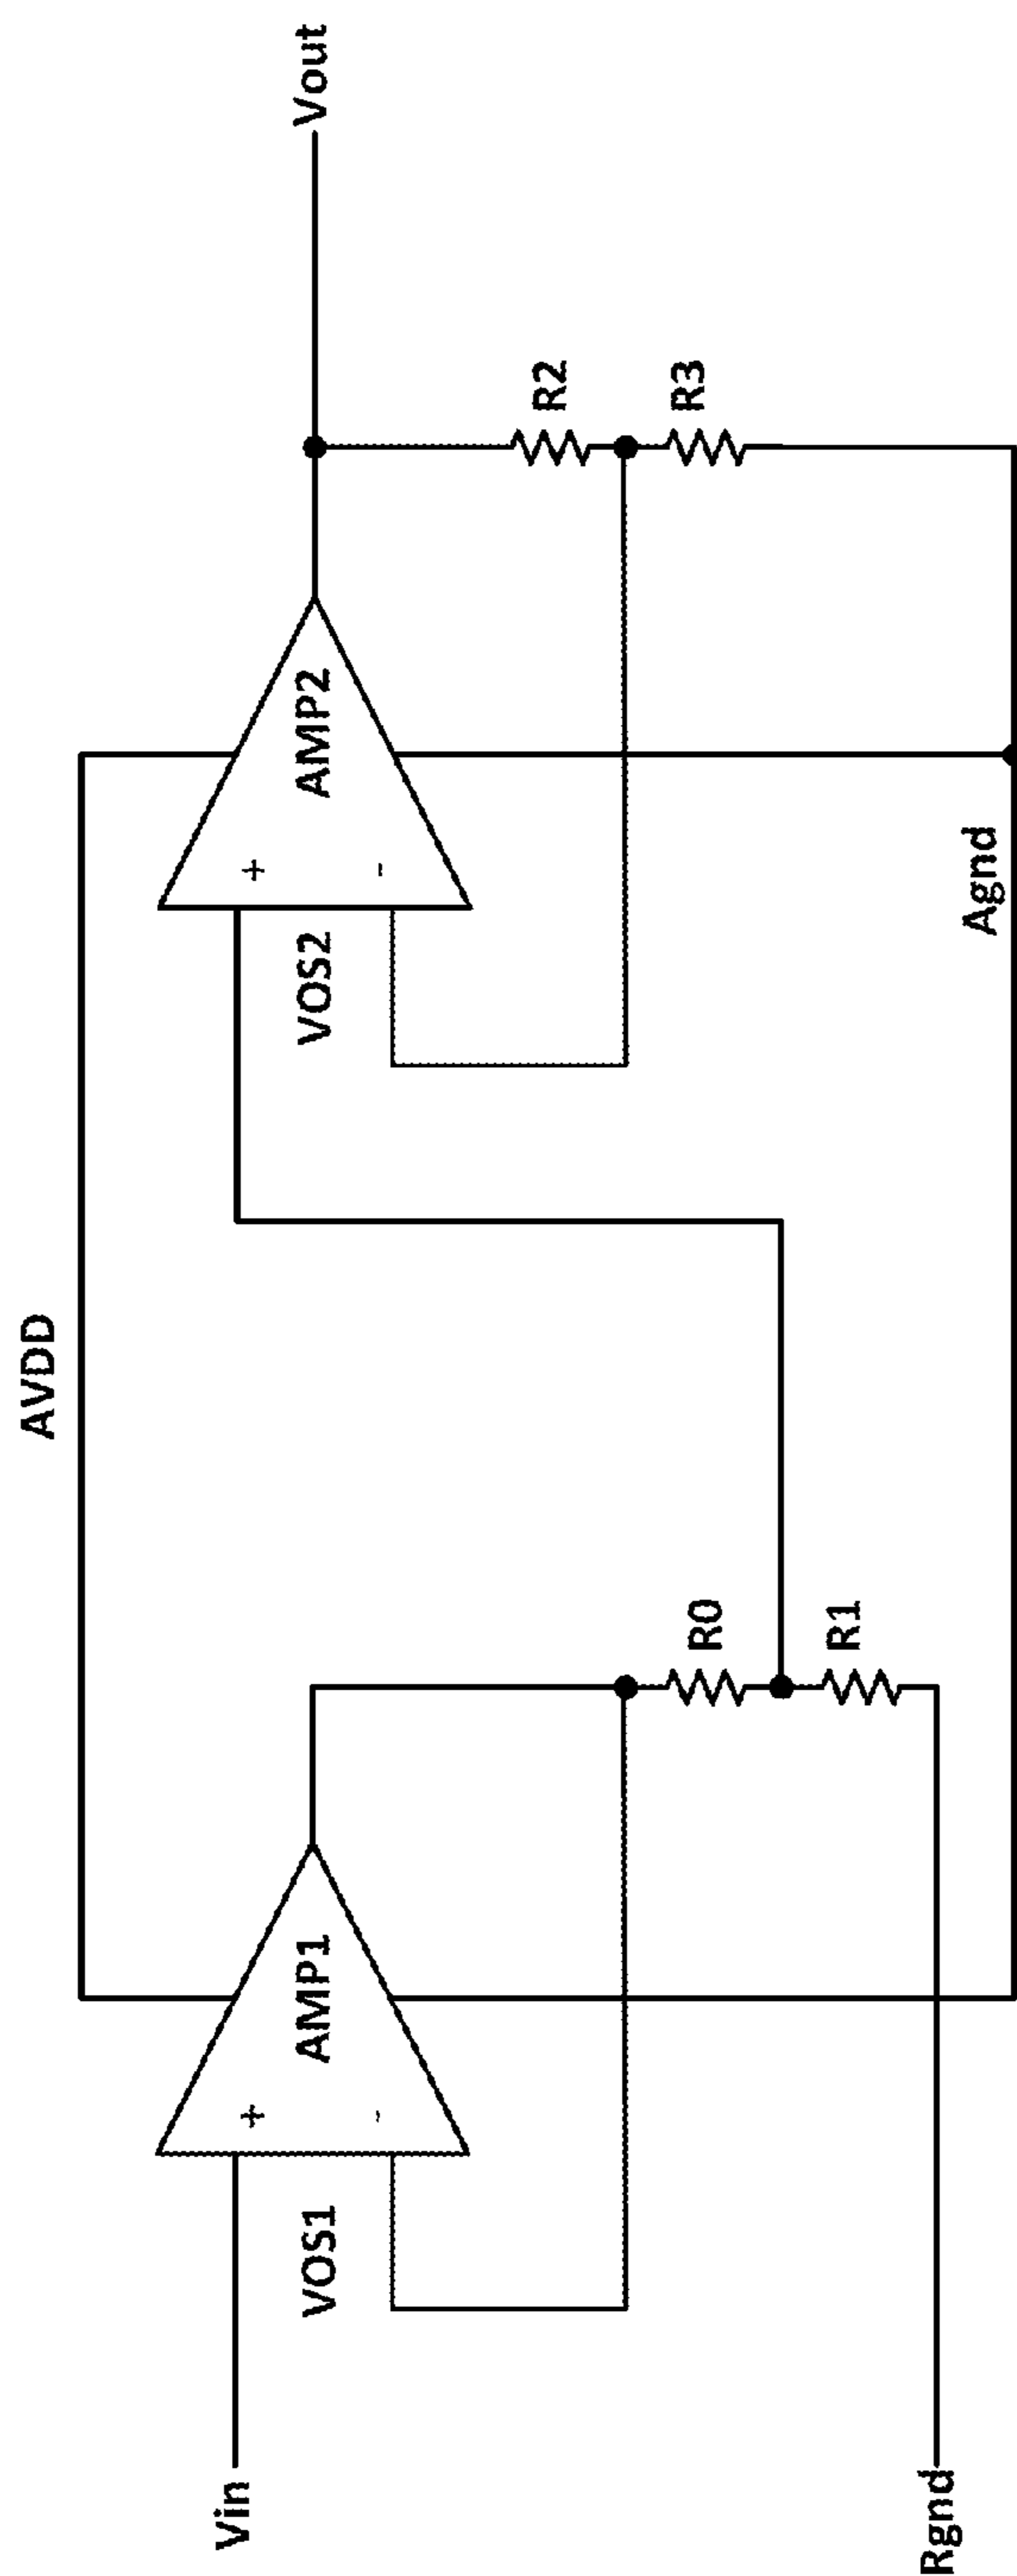 AVDD
Vin
VOS1
+
-
AMP1
R0
R1
VOS2
+
-
AMP2
R2
R3
Vout
Rgnd
Agnd